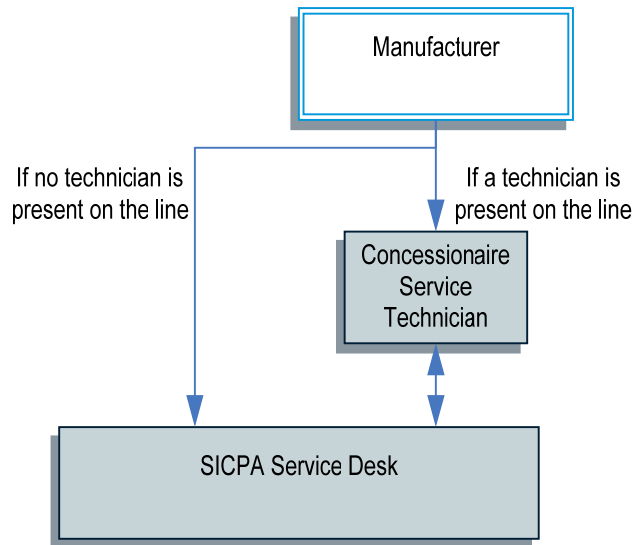 Manufacturer
If no technician is
present on the line
If a technician is
present on the line
Concessionaire
Service
Technician
SICPA Service Desk